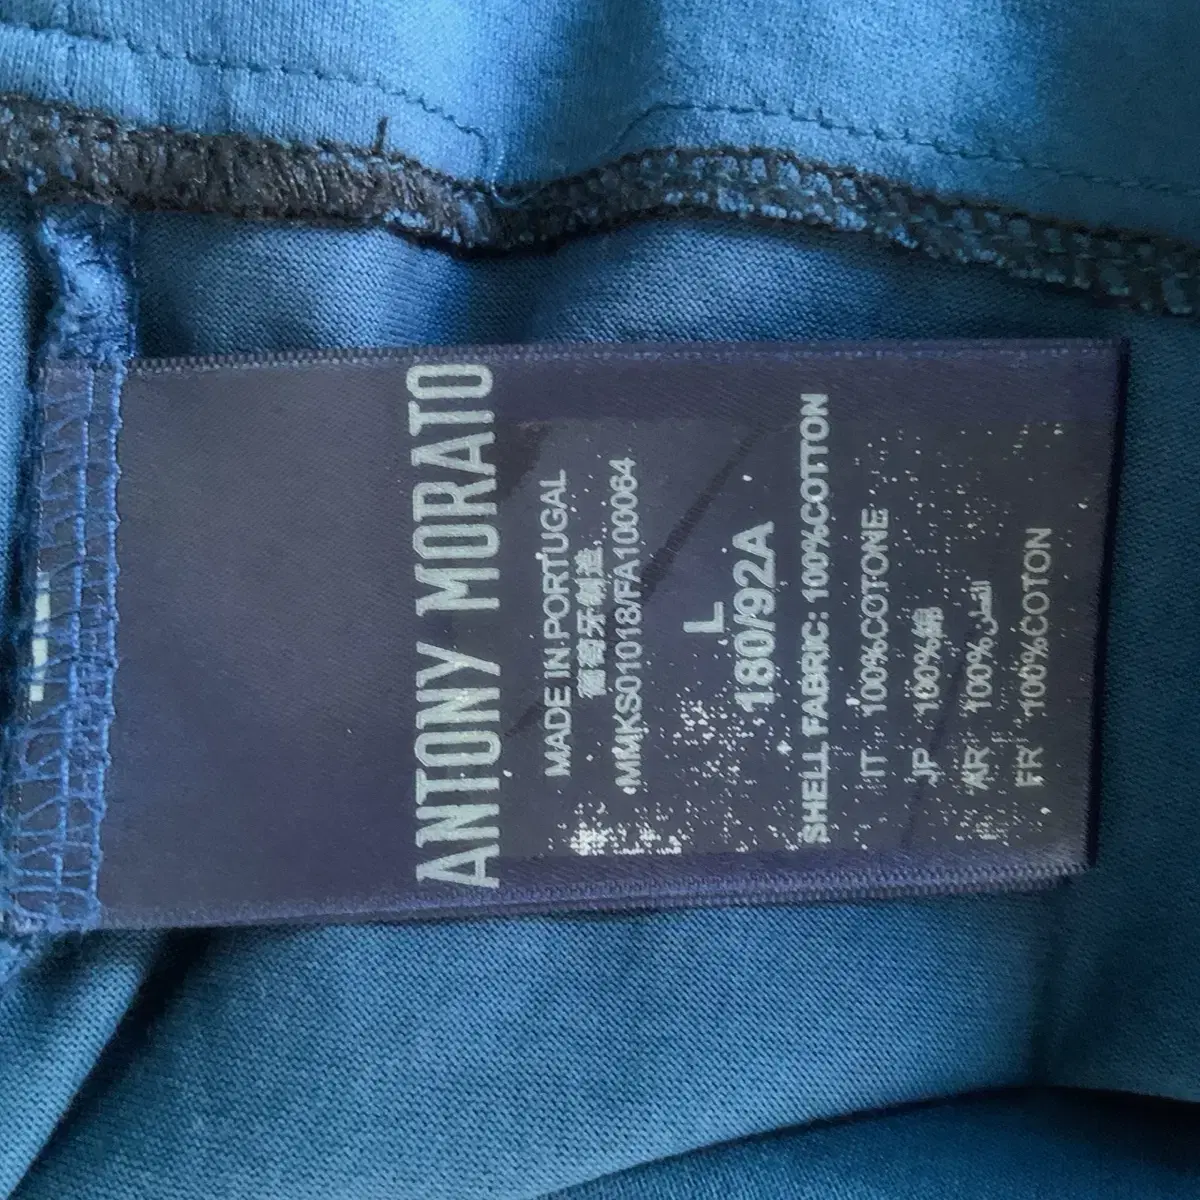 ANTONY MORATO
MADE IN PORTUGAL
葡萄牙制造
MMKS01018/FA100064
L
180/92A
SHELL FABRIC: 100%COTTON
IT 100%COTONE
JP 100%綿
AR 100%القطن
FR 100%COTON